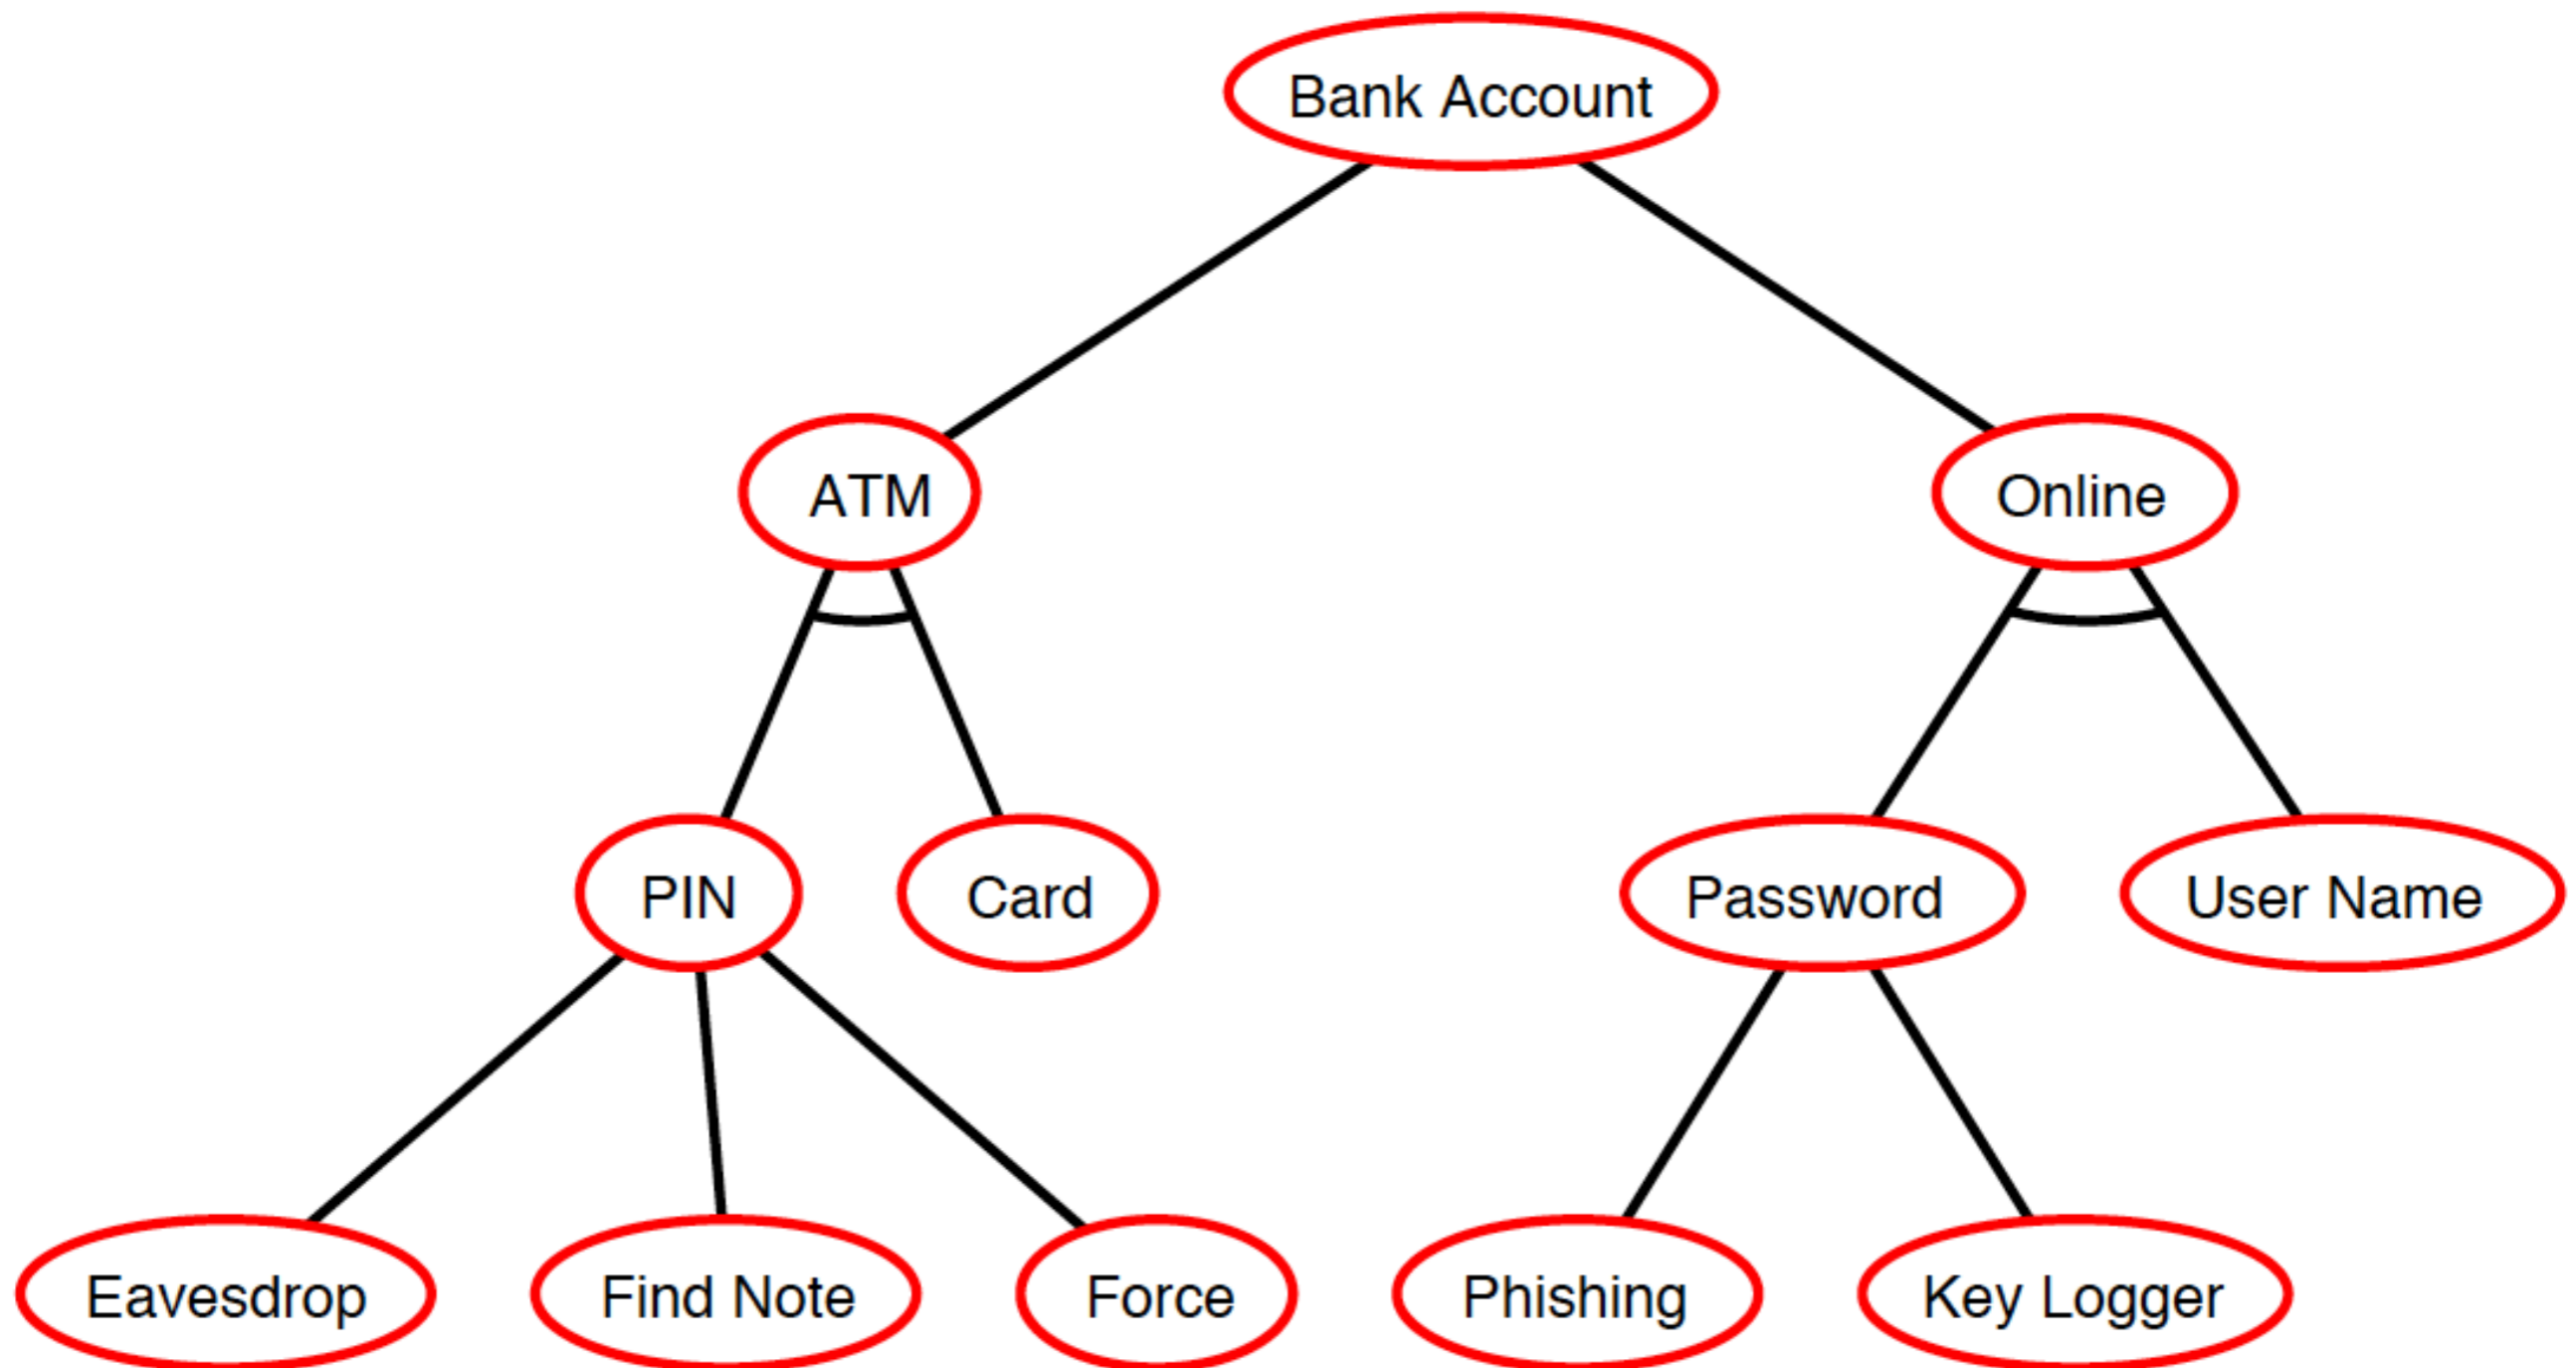 Bank Account
ATM
Online
PIN
Card
Password
User Name
Eavesdrop
Find Note
Force
Phishing
Key Logger